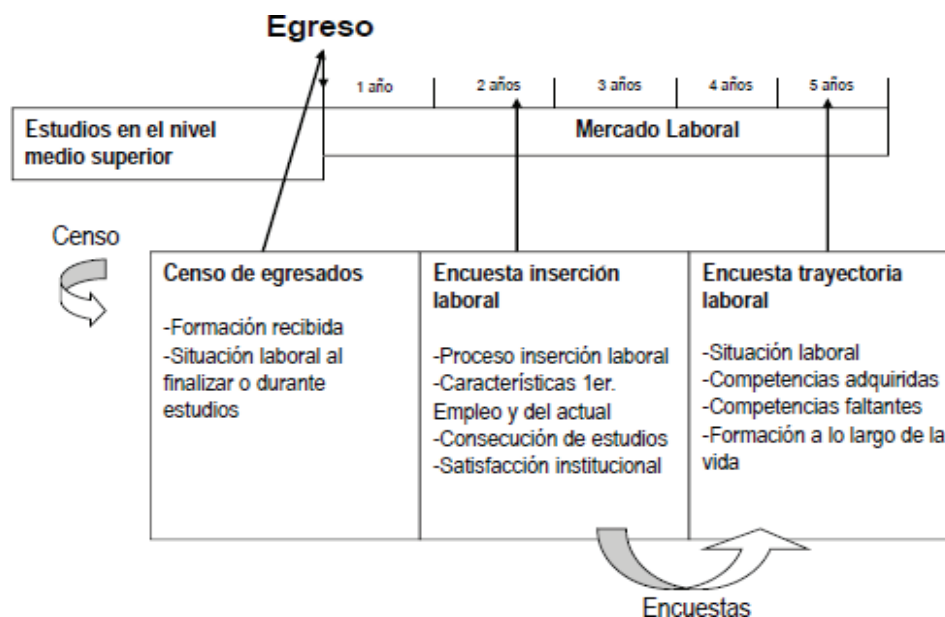 Egreso
1 año
2 años
3 años
4 años
5 años
Estudios en el nivel
medio superior
Mercado Laboral
Censo
Censo de egresados
-Formación recibida
-Situación laboral al
finalizar o durante
estudios
Encuesta inserción
laboral
-Proceso inserción laboral
-Características 1er.
Empleo y del actual
-Consecución de estudios
-Satisfacción institucional
Encuesta trayectoria
laboral
-Situación laboral
-Competencias adquiridas
-Competencias faltantes
-Formación a lo largo de la
vida
Encuestas